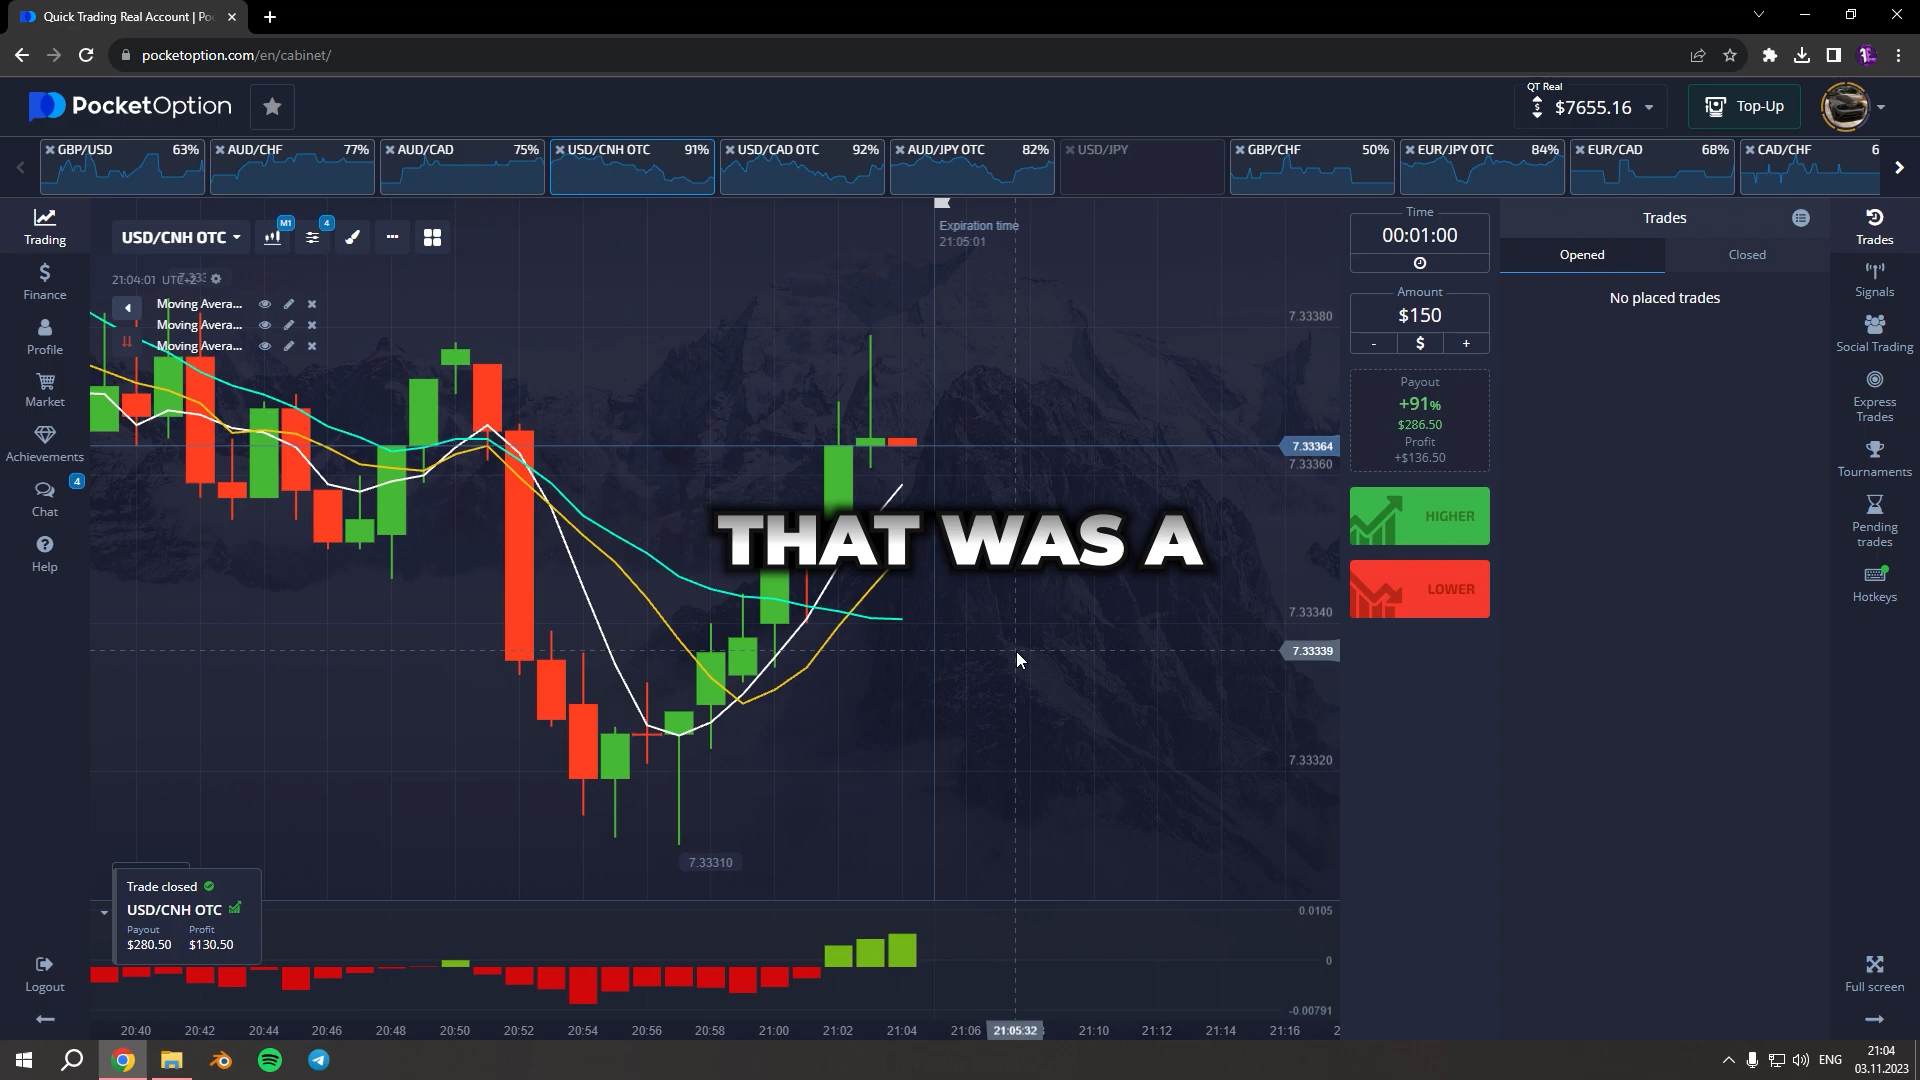 Quick Trading Real Account | Po
pocketoption.com/en/cabinet/
PocketOption
QT Real
$7655.16
Top-Up
GBP/USD 63%
AUD/CHF 77%
AUD/CAD 75%
USD/CNH OTC 91%
USD/CAD OTC 92%
AUD/JPY OTC 82%
USD/JPY
GBP/CHF 50%
EUR/JPY OTC 84%
EUR/CAD 68%
CAD/CHF 6
Trading
Finance
Profile
Market
Achievements
4
Chat
Help
Logout
USD/CNH OTC
M1
4
21:04:01 UTC+2
Moving Avera...
Moving Avera...
Moving Avera...
Expiration time
21:05:01
7.33380
7.33364
7.33360
7.33340
7.33339
7.33320
7.33310
THAT WAS A
Trade closed
USD/CNH OTC
Payout Profit
$280.50 $130.50
0.0105
0
-0.00791
20:40 20:42 20:44 20:46 20:48 20:50 20:52 20:54 20:56 20:58 21:00 21:02 21:04 21:06 21:05:32 21:10 21:12 21:14 21:16 2
Time
00:01:00
Amount
$150
- $ +
Payout
+91%
$286.50
Profit
+$136.50
HIGHER
LOWER
Trades
Opened Closed
No placed trades
Trades
Signals
Social Trading
Express
Trades
Tournaments
Pending
trades
Hotkeys
Full screen
ENG
21:04
03.11.2023